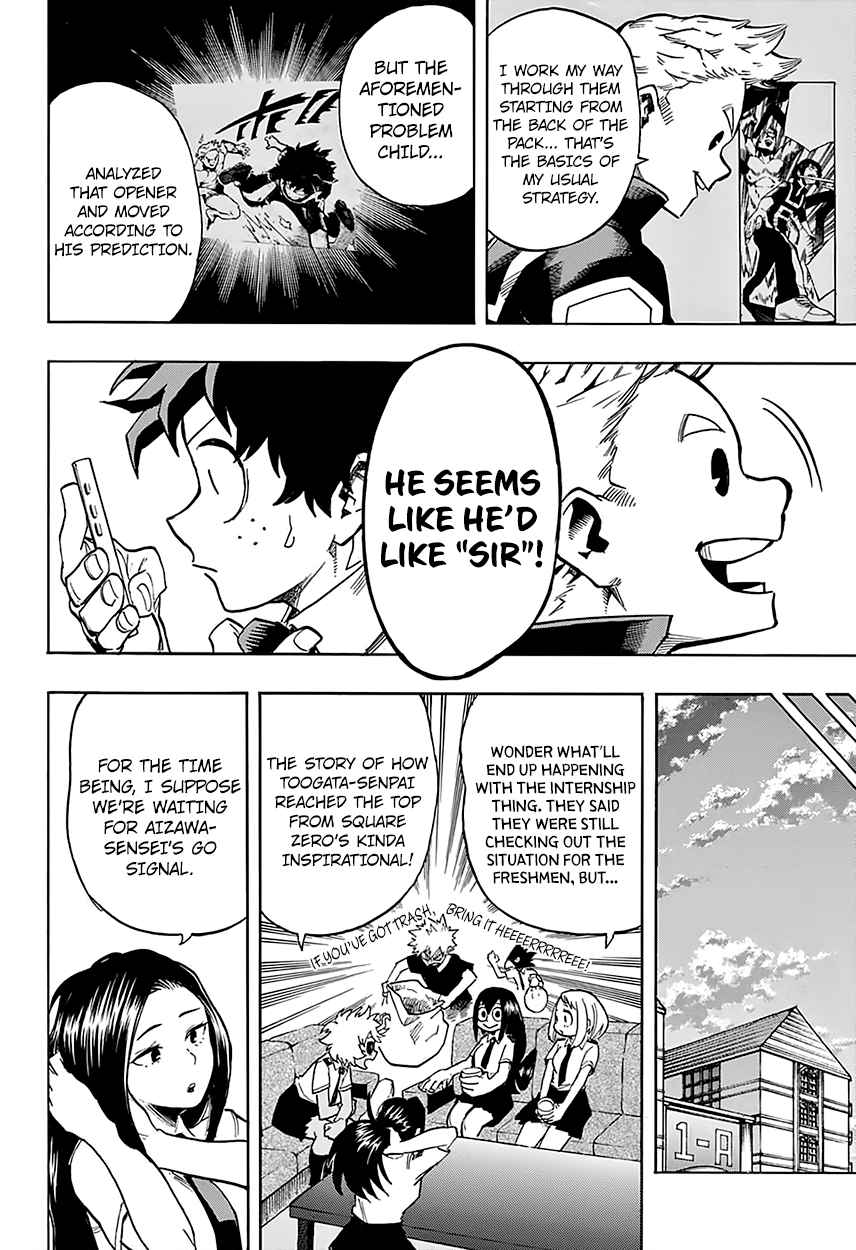 I WORK MY WAY
THROUGH THEM
STARTING FROM
THE BACK OF THE
PACK... THAT'S
THE BASICS OF
MY USUAL
STRATEGY.
BUT THE
AFOREMEN-
TIONED
PROBLEM
CHILD...
ANALYZED
THAT OPENER
AND MOVED
ACCORDING TO
HIS PREDICTION.
HE SEEMS
LIKE HE'D
LIKE "SIR"!
1-A
WONDER WHAT'LL
END UP HAPPENING
WITH THE INTERNSHIP
THING. THEY SAID
THEY WERE STILL
CHECKING OUT THE
SITUATION FOR THE
FRESHMEN, BUT...
THE STORY OF HOW
TOOGATA-SENPAI
REACHED THE TOP
FROM SQUARE
ZERO'S KINDA
INSPIRATIONAL!
IF YOU'VE GOT TRASH,
BRING IT HEEEERRRRREEE!
FOR THE TIME
BEING, I SUPPOSE
WE'RE WAITING
FOR AIZAWA-
SENSEI'S GO
SIGNAL.